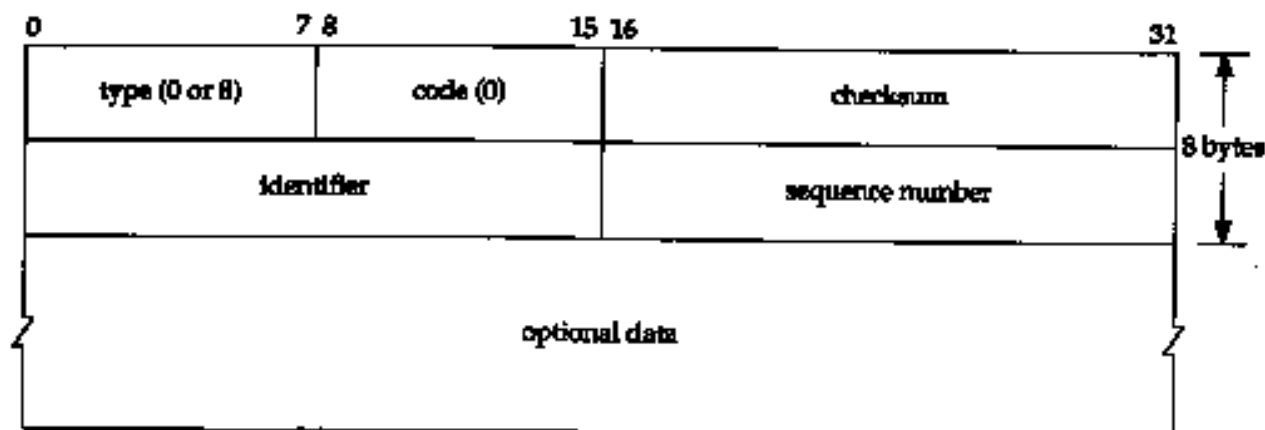 0 7 8 15 16 31
type (0 or 8) code (0) checksum
8 bytes
identifier sequence number
optional data